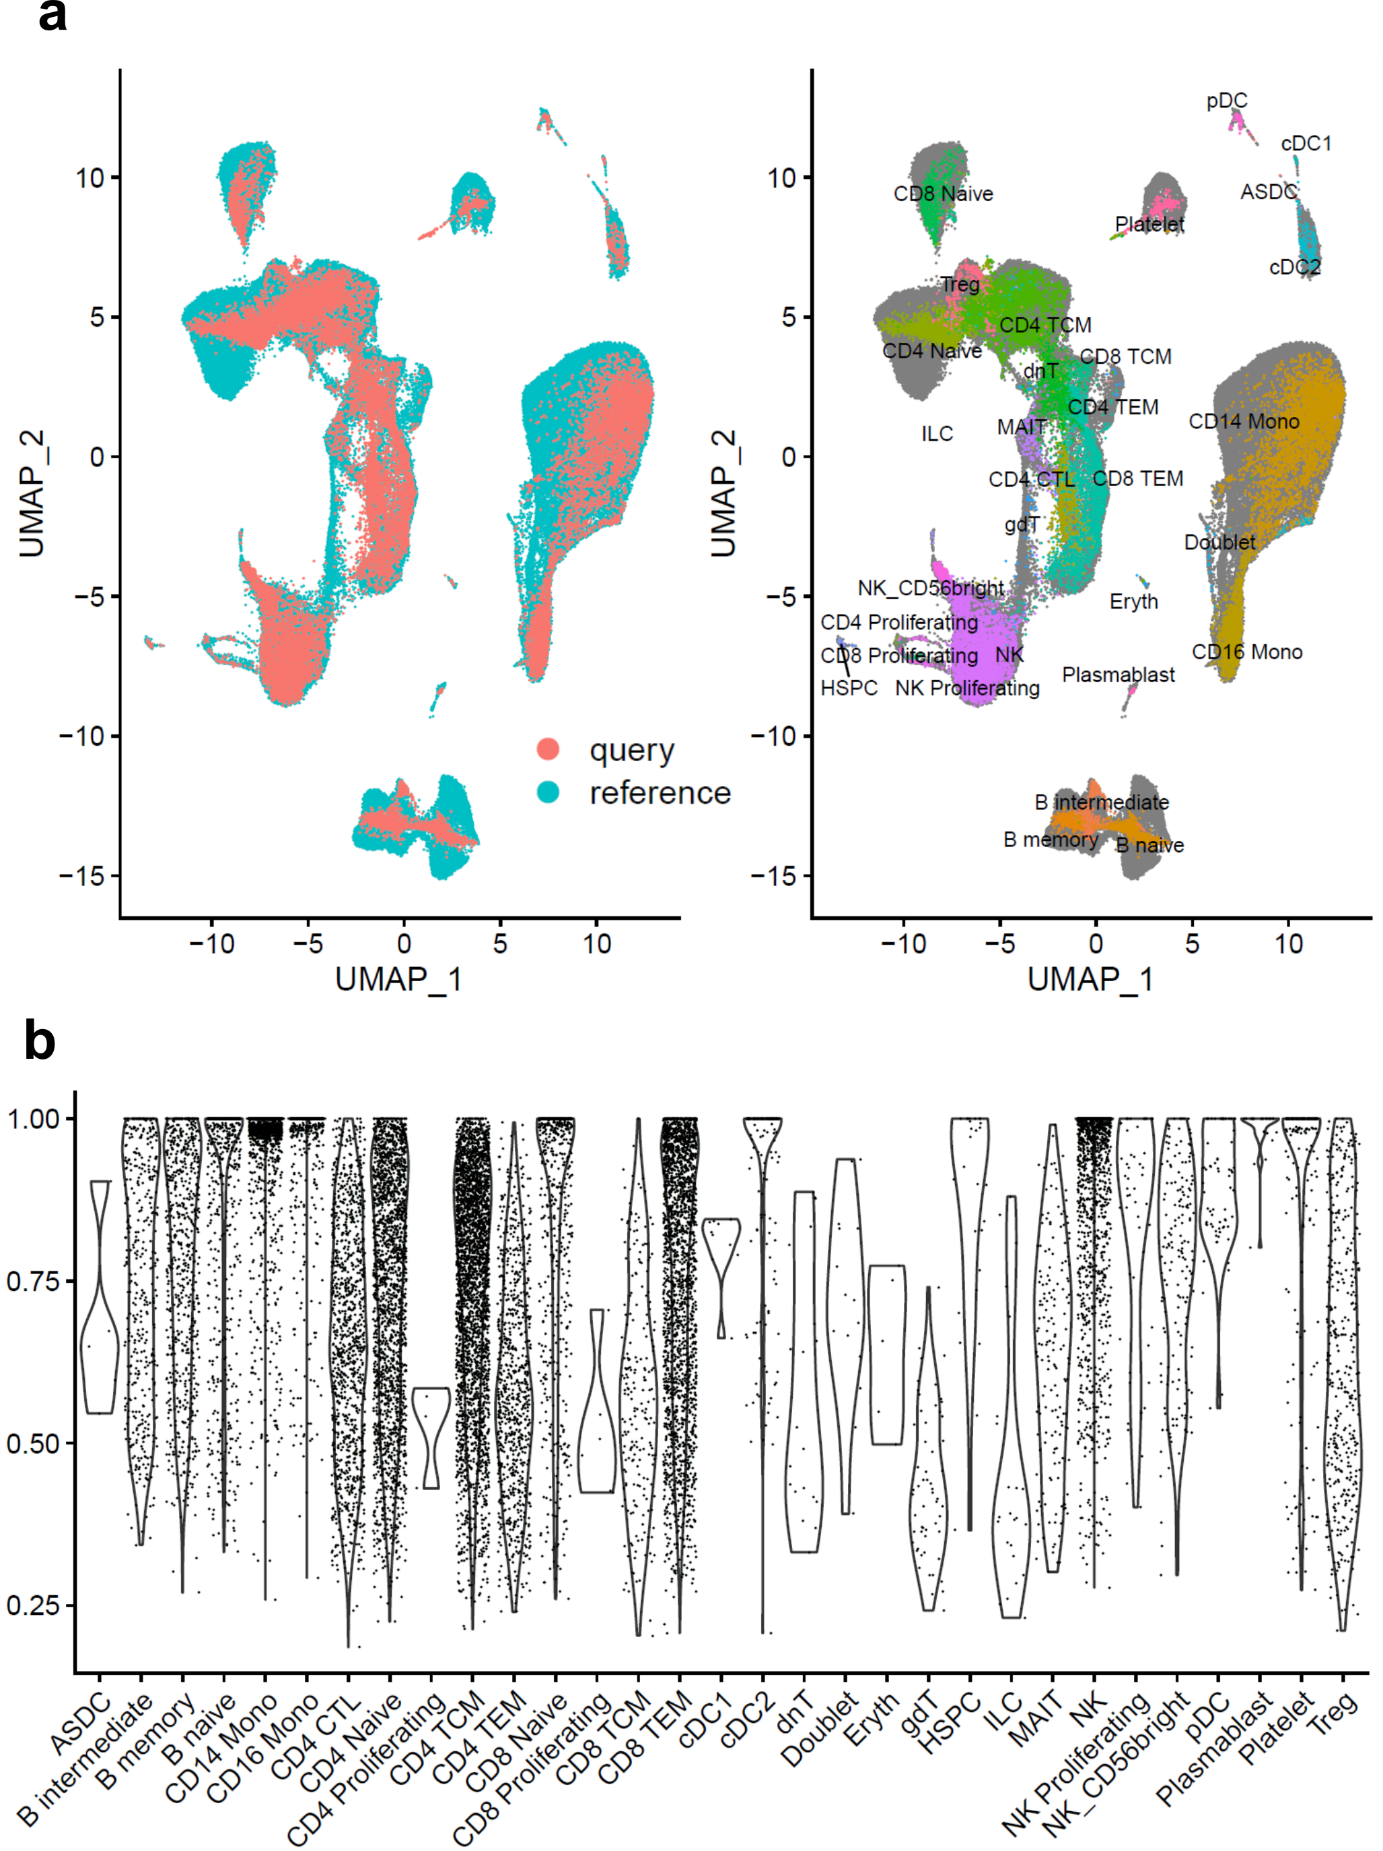 a
10
5
0
−5
−10
−15
UMAP_2
−10 −5 0 5 10
UMAP_1
query
reference
10
5
0
−5
−10
−15
UMAP_2
−10 −5 0 5 10
UMAP_1
pDC
cDC1
CD8 Naive
ASDC
Platelet
cDC2
Treg
CD4 TCM
CD4 Naive
CD8 TCM
dnT
CD4 TEM
CD14 Mono
MAIT
ILC
CD4 CTL
CD8 TEM
gdT
Doublet
NK_CD56bright
Eryth
CD4 Proliferating
CD8 Proliferating
NK
CD16 Mono
Plasmablast
HSPC
NK Proliferating
B intermediate
B memory
B naive
b
1.00
0.75
0.50
0.25
ASDC
B intermediate
B memory
B naive
CD14 Mono
CD16 Mono
CD4 CTL
CD4 Naive
CD4 Proliferating
CD4 TCM
CD4 TEM
CD8 Naive
CD8 Proliferating
CD8 TCM
CD8 TEM
cDC1
cDC2
dnT
Doublet
Eryth
gdT
HSPC
ILC
MAIT
NK
NK Proliferating
NK_CD56bright
pDC
Plasmablast
Platelet
Treg